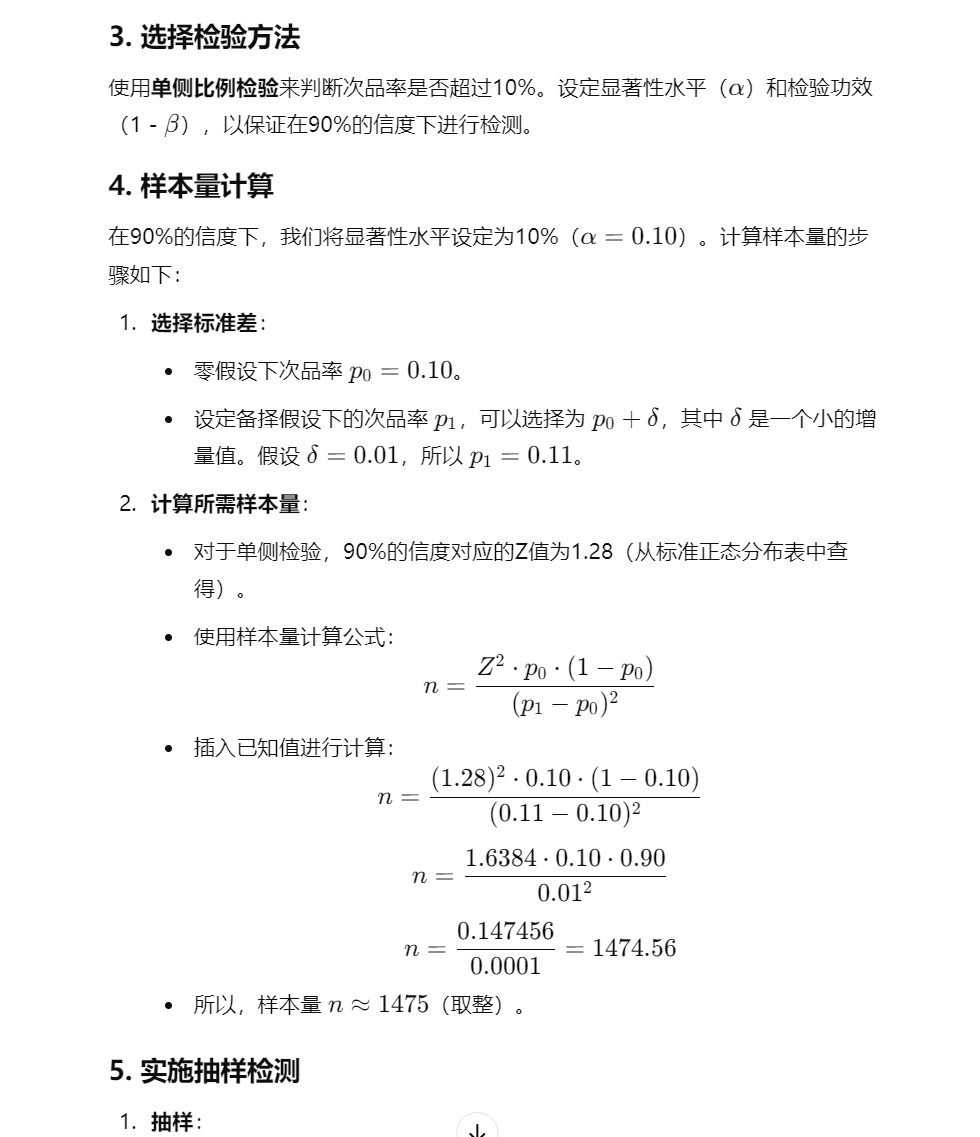 3. 选择检验方法
使用单侧比例检验来判断次品率是否超过10%。设定显著性水平（α）和检验功效
（1 - β），以保证在90%的信度下进行检测。
4. 样本量计算
在90%的信度下，我们将显著性水平设定为10%（α = 0.10）。计算样本量的步
骤如下：
1. 选择标准差：
• 零假设下次品率 p₀ = 0.10。
• 设定备择假设下的次品率 p₁，可以选择为 p₀ + δ，其中 δ 是一个小的增
量值。假设 δ = 0.01，所以 p₁ = 0.11。
2. 计算所需样本量：
• 对于单侧检验，90%的信度对应的Z值为1.28（从标准正态分布表中查
得）。
• 使用样本量计算公式：
n = Z² · p₀ · (1 − p₀) / (p₁ − p₀)²
• 插入已知值进行计算：
n = (1.28)² · 0.10 · (1 − 0.10) / (0.11 − 0.10)²
n = 1.6384 · 0.10 · 0.90 / 0.01²
n = 0.147456 / 0.0001 = 1474.56
• 所以，样本量 n ≈ 1475（取整）。
5. 实施抽样检测
1. 抽样：